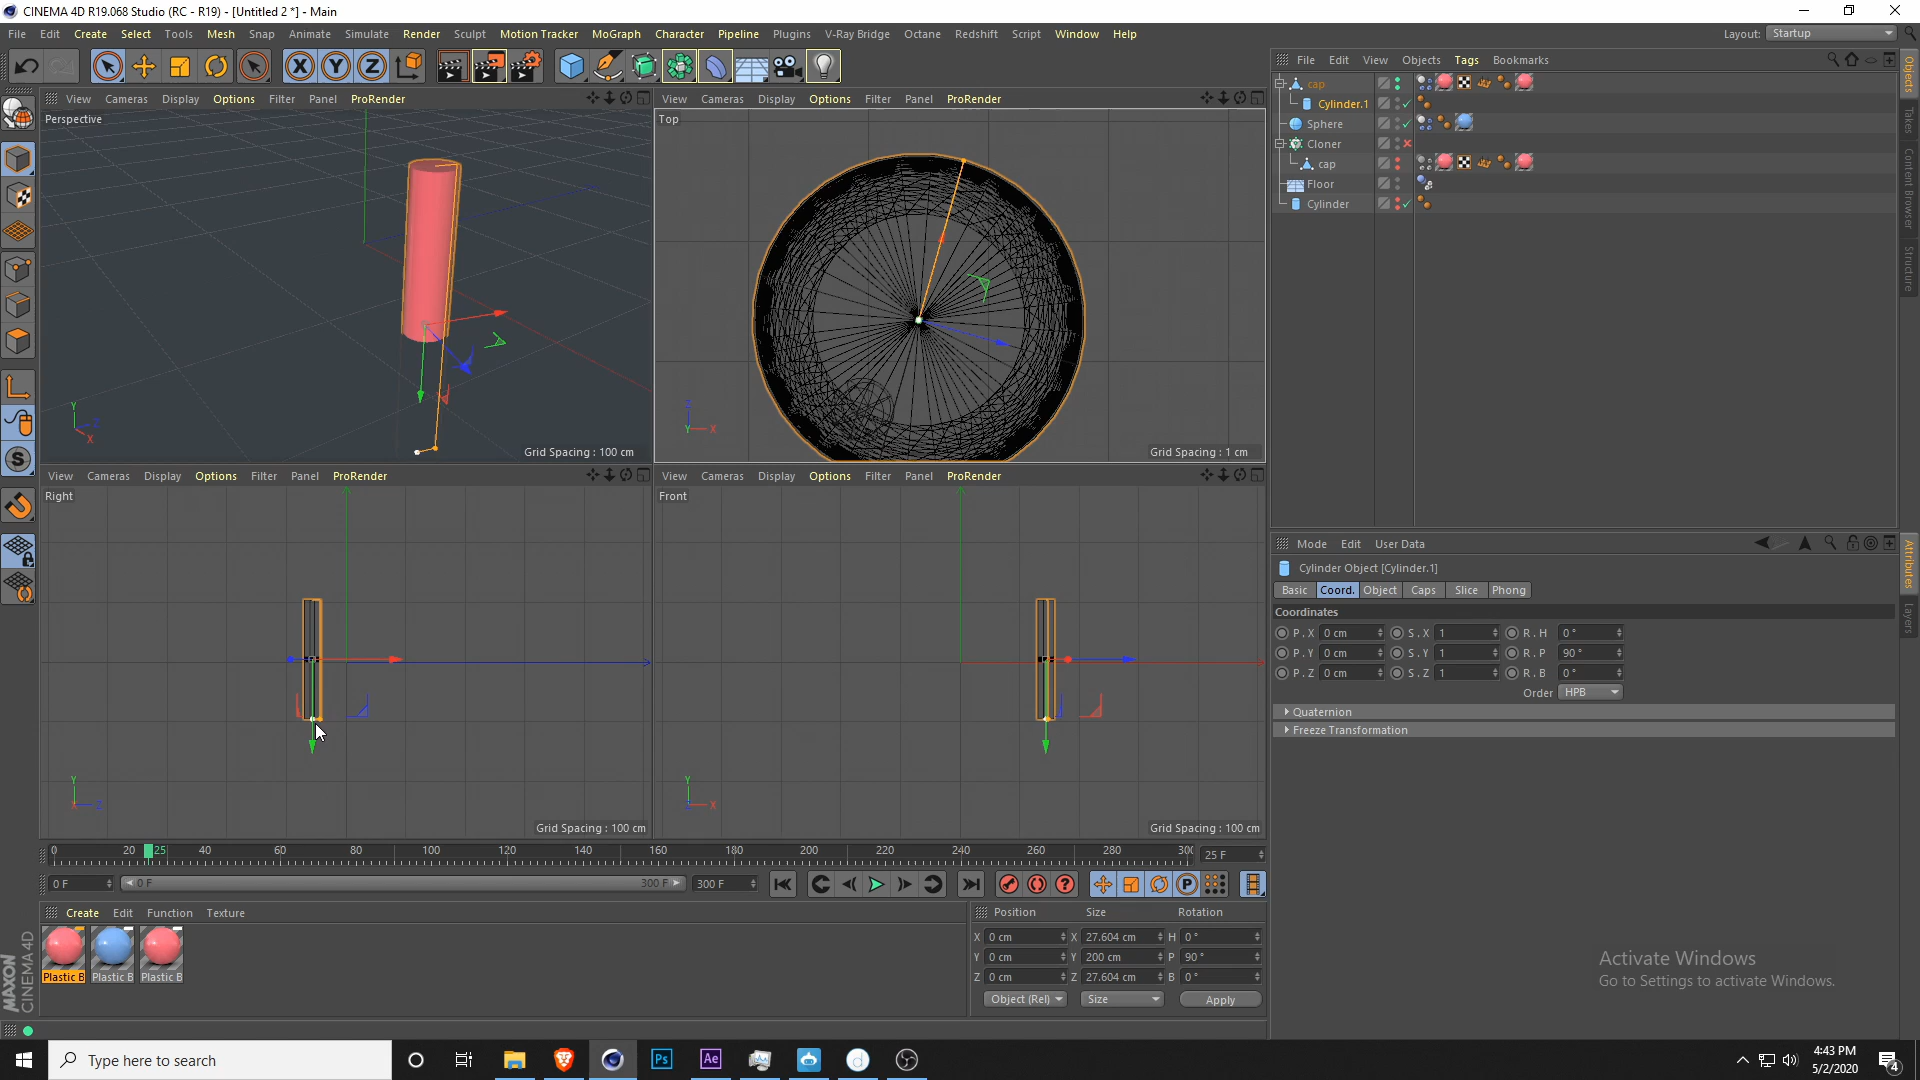 CINEMA 4D R19.068 Studio (RC - R19) - [Untitled 2 *] - Main
File Edit Create Select Tools Mesh Snap Animate Simulate Render Sculpt Motion Tracker MoGraph Character Pipeline Plugins V-Ray Bridge Octane Redshift Script Window Help
Layout: Startup
File Edit View Objects Tags Bookmarks
View Cameras Display Options Filter Panel ProRender
View Cameras Display Options Filter Panel ProRender
Perspective
Top
cap
Cylinder.1
Sphere
Cloner
cap
Floor
Cylinder
Objects
Takes
Content Browser
Structure
Y
Z
X
Z
Y
X
Grid Spacing : 100 cm
Grid Spacing : 1 cm
View Cameras Display Options Filter Panel ProRender
View Cameras Display Options Filter Panel ProRender
Right
Front
Y
Z
Y
X
Grid Spacing : 100 cm
Grid Spacing : 100 cm
Mode Edit User Data
Cylinder Object [Cylinder.1]
Basic Coord. Object Caps Slice Phong
Coordinates
P . X 0 cm S . X 1 R . H 0 °
P . Y 0 cm S . Y 1 R . P 90 °
P . Z 0 cm S . Z 1 R . B 0 °
Order HPB
Quaternion
Freeze Transformation
Attributes
Layers
0 20 25 40 60 80 100 120 140 160 180 200 220 240 260 280 300 25 F
0 F 0 F 300 F 300 F
Create Edit Function Texture
Plastic B Plastic B Plastic B
MAXON CINEMA 4D
Position Size Rotation
X 0 cm X 27.604 cm H 0 °
Y 0 cm Y 200 cm P 90 °
Z 0 cm Z 27.604 cm B 0 °
Object (Rel) Size Apply
Activate Windows
Go to Settings to activate Windows.
Type here to search
Ps
Ae
4:43 PM
5/2/2020
4